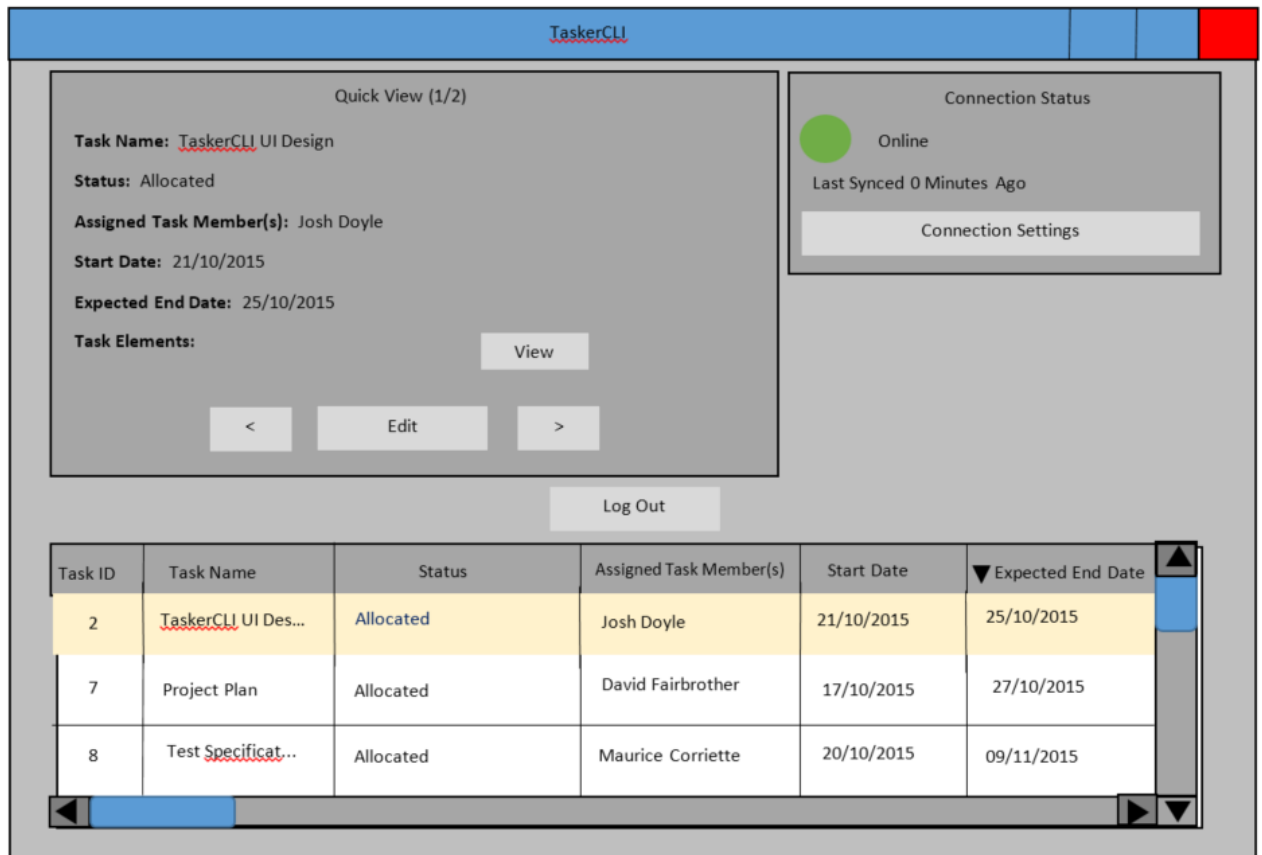 TaskerCLI
Quick View (1/2)
Task Name: TaskerCLI UI Design
Status: Allocated
Assigned Task Member(s): Josh Doyle
Start Date: 21/10/2015
Expected End Date: 25/10/2015
Task Elements:
View
< Edit >
Connection Status
Online
Last Synced 0 Minutes Ago
Connection Settings
Log Out
Task ID Task Name Status Assigned Task Member(s) Start Date ▼ Expected End Date
2 TaskerCLI UI Des... Allocated Josh Doyle 21/10/2015 25/10/2015
7 Project Plan Allocated David Fairbrother 17/10/2015 27/10/2015
8 Test Specificat... Allocated Maurice Corriette 20/10/2015 09/11/2015